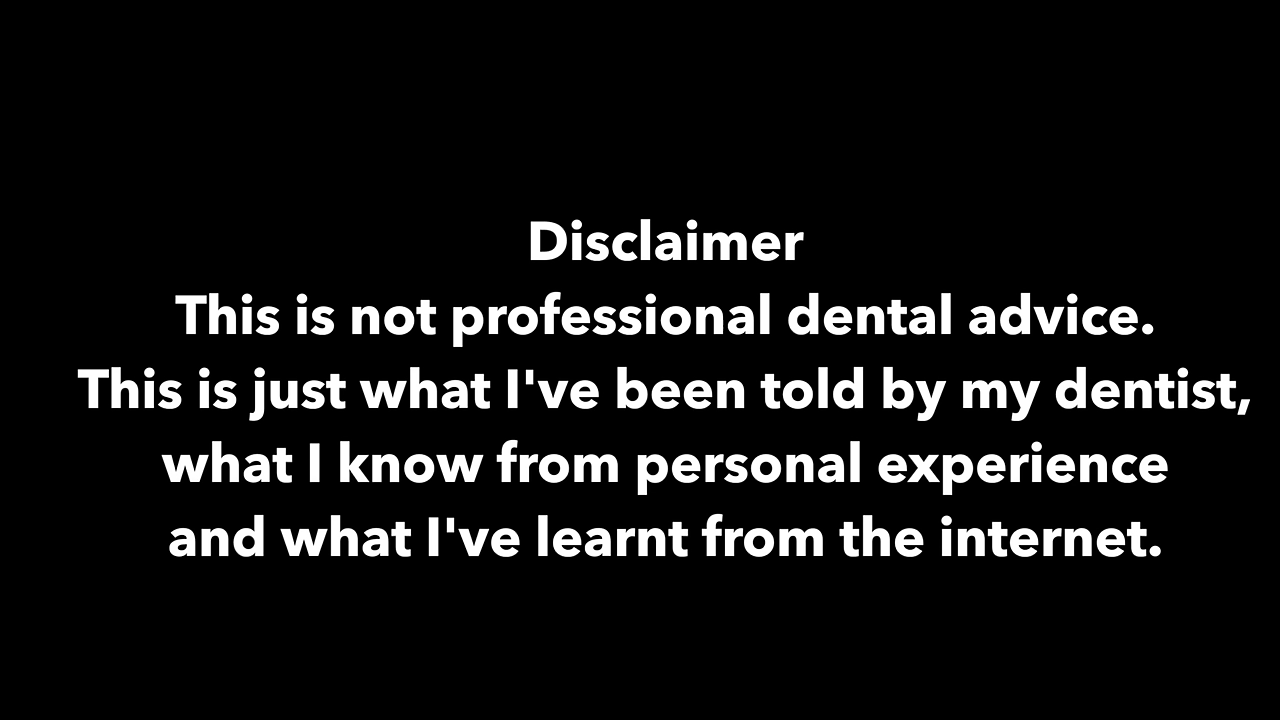 Disclaimer
This is not professional dental advice.
This is just what I've been told by my dentist,
what I know from personal experience
and what I've learnt from the internet.